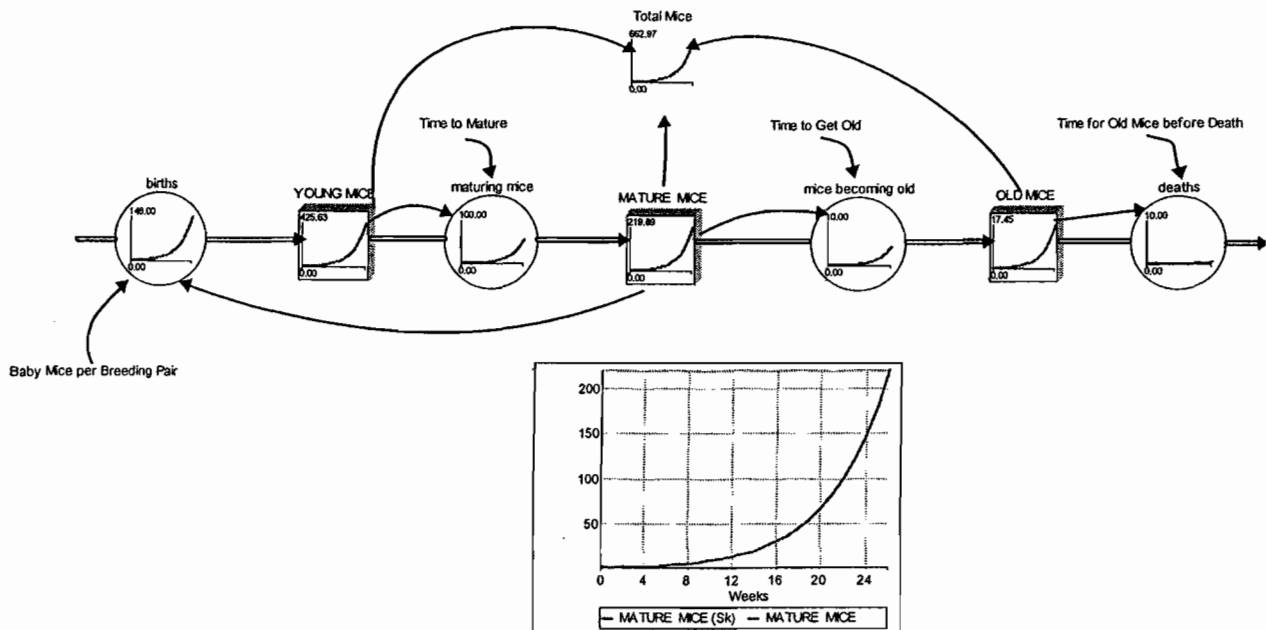 Total Mice
662.97
0.00
Time to Mature
Time to Get Old
Time for Old Mice before Death
births
148.00
0.00
YOUNG MICE
425.63
0.00
maturing mice
100.00
0.00
MATURE MICE
219.89
0.00
mice becoming old
10.00
0.00
OLD MICE
17.45
0.00
deaths
10.00
0.00
Baby Mice per Breeding Pair
200
150
100
50
0 4 8 12 16 20 24
Weeks
MATURE MICE (Sk) MATURE MICE